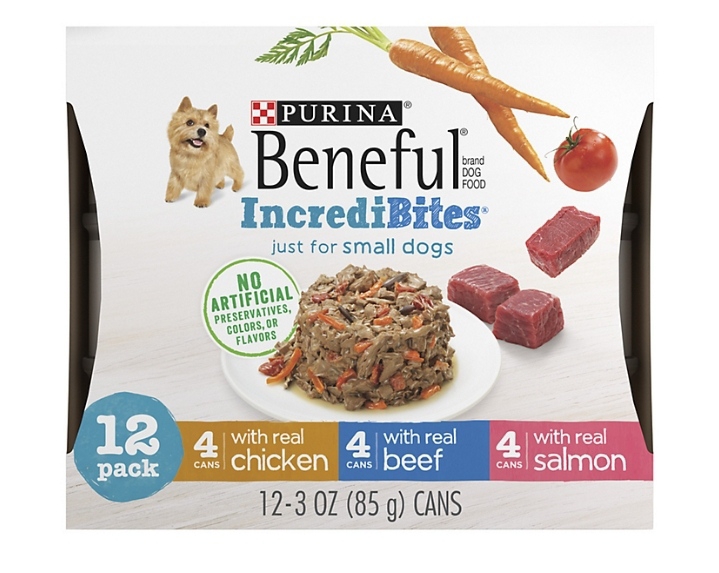 PURINA®
Beneful®
brand
DOG
FOOD
IncrediBites®
just for small dogs
NO
ARTIFICIAL
PRESERVATIVES,
COLORS, OR
FLAVORS
12
pack
4
CANS
with real
chicken
4
CANS
with real
beef
4
CANS
with real
salmon
12-3 OZ (85 g) CANS